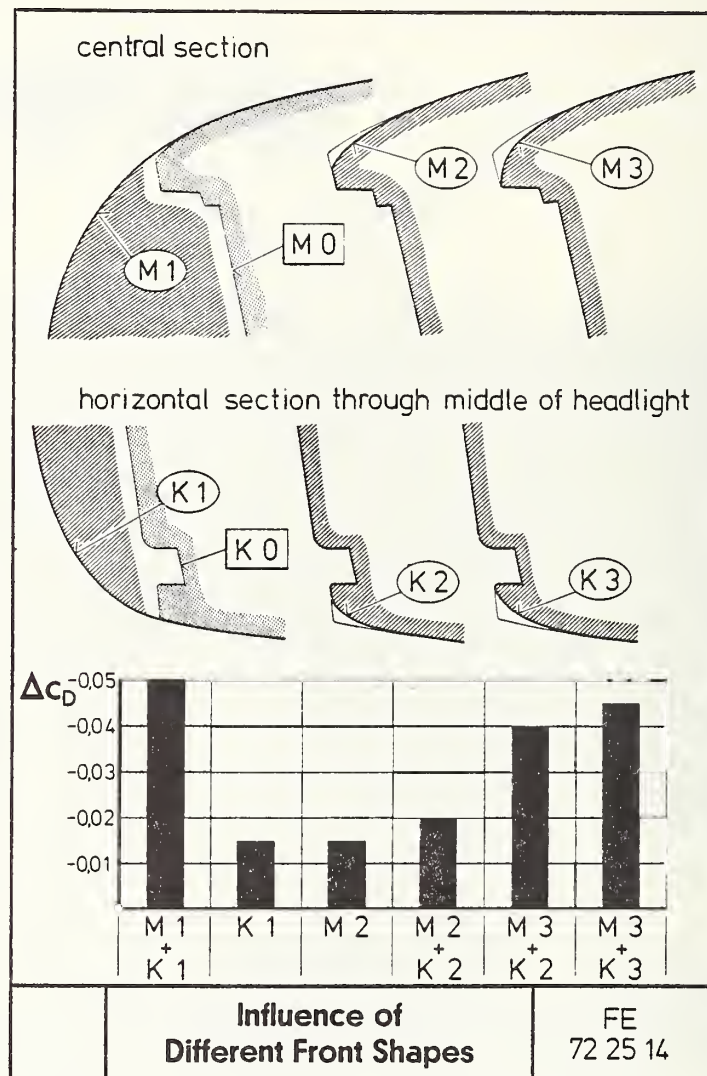 central section
M 2
M 3
M 1
M 0
horizontal section through middle of headlight
K 1
K 0
K 2
K 3
ΔcD
-0,05
-0,04
-0,03
-0,02
-0,01
M 1 + K 1
K 1
M 2
M 2 + K 2
M 3 + K 2
M 3 + K 3
Influence of
Different Front Shapes
FE
72 25 14